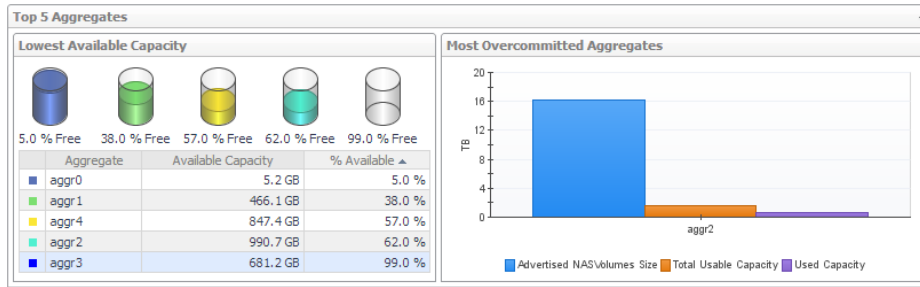 Top 5 Aggregates
Lowest Available Capacity
5.0 % Free 38.0 % Free 57.0 % Free 62.0 % Free 99.0 % Free
Aggregate Available Capacity % Available
aggr0 5.2 GB 5.0 %
aggr1 466.1 GB 38.0 %
aggr4 847.4 GB 57.0 %
aggr2 990.7 GB 62.0 %
aggr3 681.2 GB 99.0 %
Most Overcommitted Aggregates
TB
20
16
12
8
4
0
aggr2
Advertised NASVolumes Size Total Usable Capacity Used Capacity